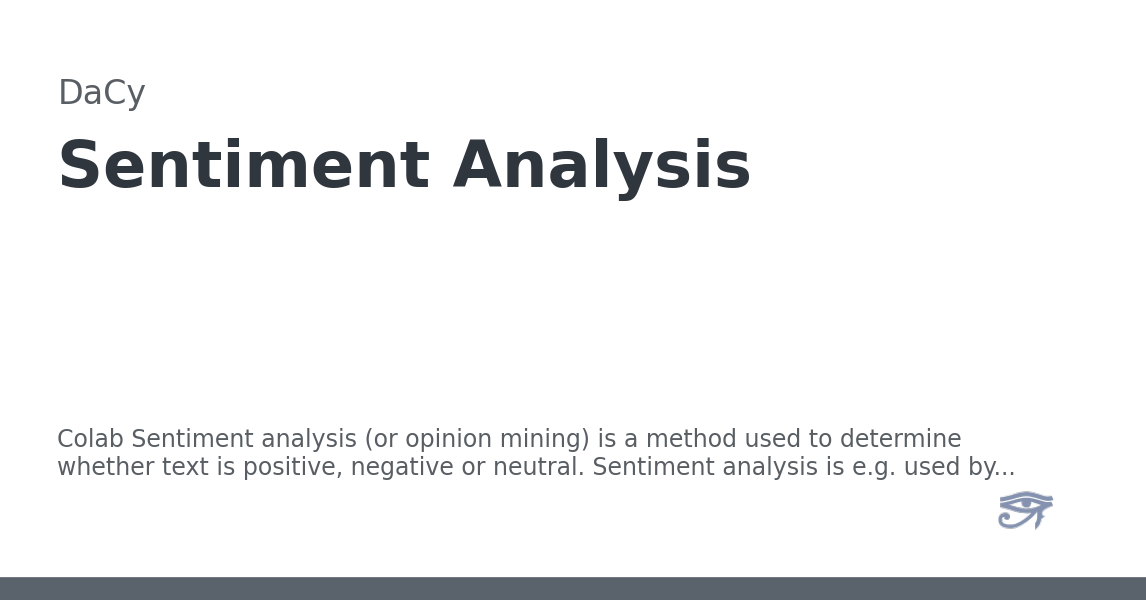 DaCy
Sentiment Analysis
Colab Sentiment analysis (or opinion mining) is a method used to determine
whether text is positive, negative or neutral. Sentiment analysis is e.g. used by...